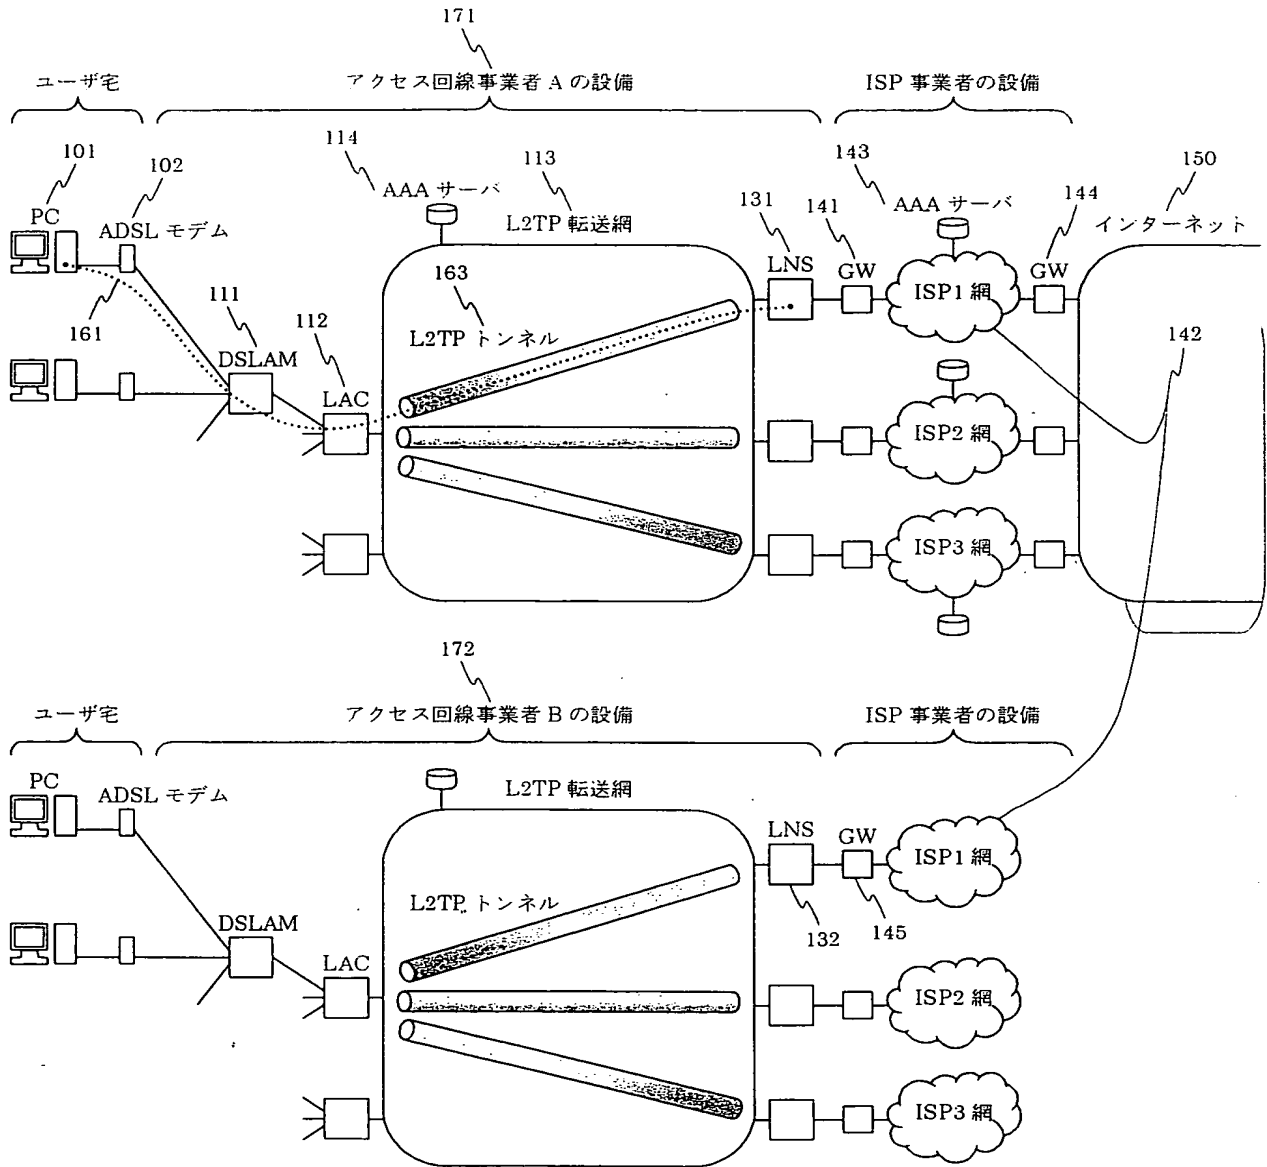 171
ユーザ宅
アクセス回線事業者 A の設備
ISP 事業者の設備
101
102
114
113
143
150
PC
ADSL モデム
AAA サーバ
L2TP 転送網
131
141
AAA サーバ
144
インターネット
LNS
GW
ISP1 網
GW
161
111
112
163
L2TP トンネル
142
DSLAM
LAC
ISP2 網
ISP3 網
172
ユーザ宅
アクセス回線事業者 B の設備
ISP 事業者の設備
PC
ADSL モデム
L2TP 転送網
LNS
GW
ISP1 網
L2TP トンネル
DSLAM
132
145
LAC
ISP2 網
ISP3 網